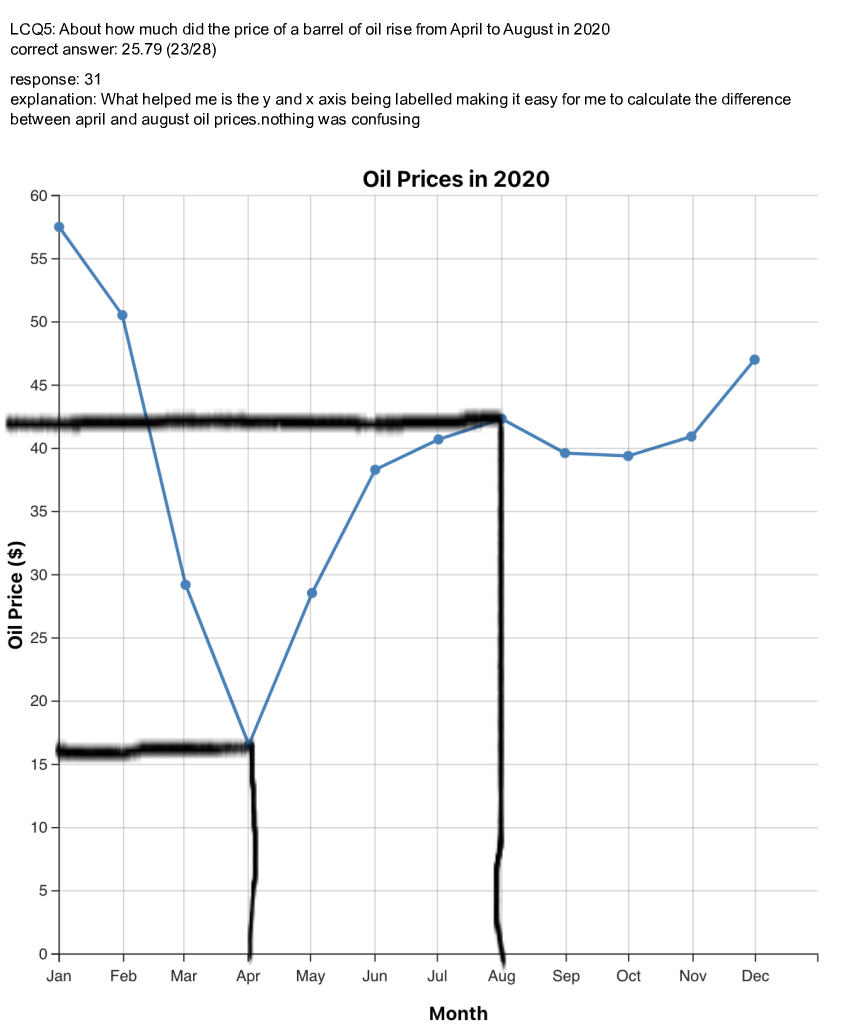 LCQ5: About how much did the price of a barrel of oil rise from April to August in 2020
correct answer: 25.79 (23/28)
response: 31
explanation: What helped me is the y and x axis being labelled making it easy for me to calculate the difference
between april and august oil prices.nothing was confusing
Oil Prices in 2020
60
55
50
45
40
35
30
25
20
15
10
5
0
Oil Price ($)
Jan Feb Mar Apr May Jun Jul Aug Sep Oct Nov Dec
Month